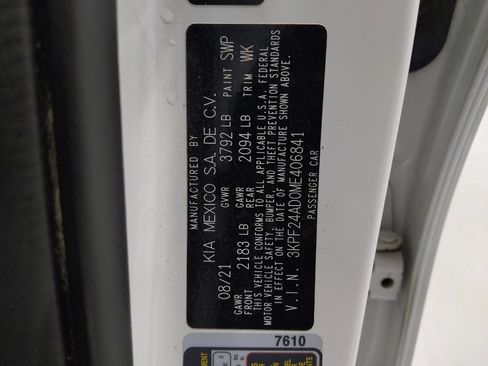 MANUFACTURED BY
KIA MEXICO S.A. DE C.V.
08/21 GVWR 3792 LB PAINT SWP
GAWR FRONT 2183 LB GAWR REAR 2094 LB TRIM WK
THIS VEHICLE CONFORMS TO ALL APPLICABLE U.S.A. FEDERAL
MOTOR VEHICLE SAFETY, BUMPER, AND THEFT PREVENTION STANDARDS
IN EFFECT ON THE DATE OF MANUFACTURE SHOWN ABOVE.
V.I.N. 3KPF24AD0ME406841
PASSENGER CAR
7610